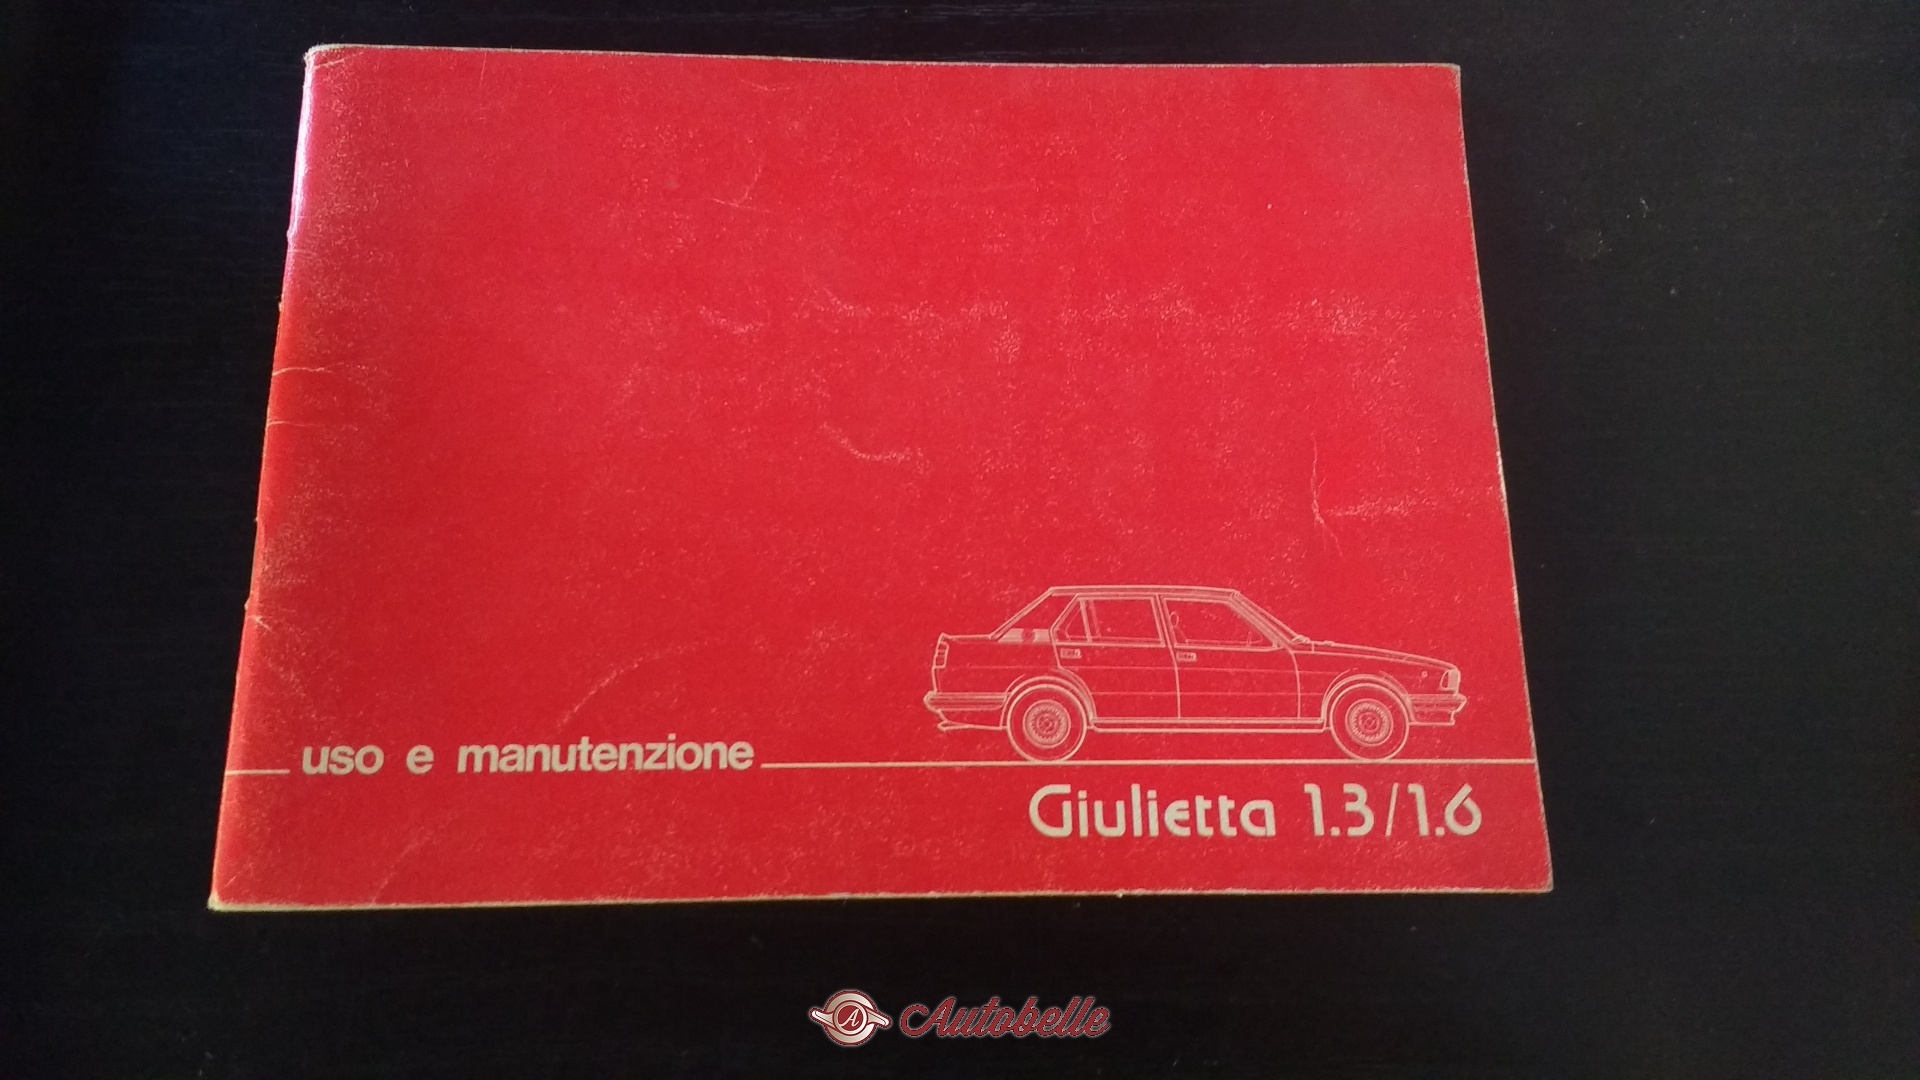 uso e manutenzione
Giulietta 1.3/1.6
A Autobelle